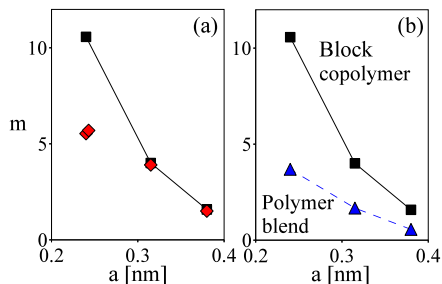 10
(a)
m
5
0
0.2
0.3
0.4
a [nm]
10
(b)
Block
copolymer
5
Polymer
blend
0
0.2
0.3
0.4
a [nm]